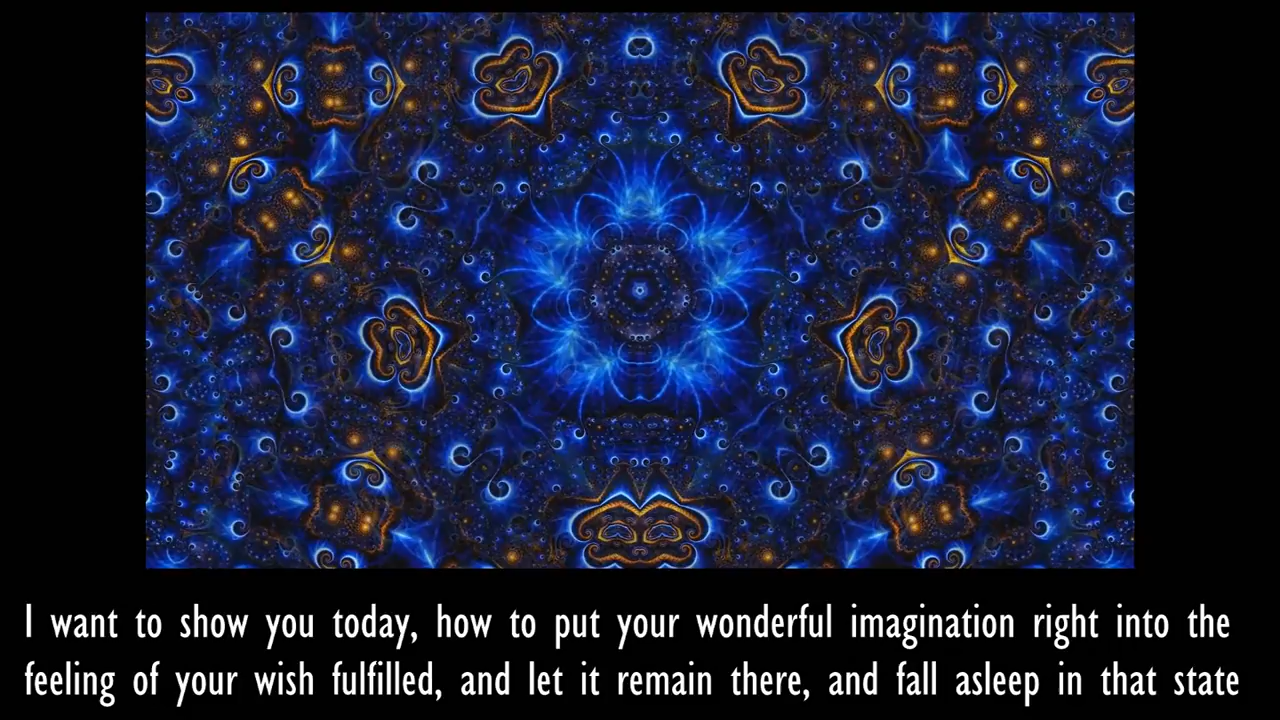 I want to show you today, how to put your wonderful imagination right into the
feeling of your wish fulfilled, and let it remain there, and fall asleep in that state